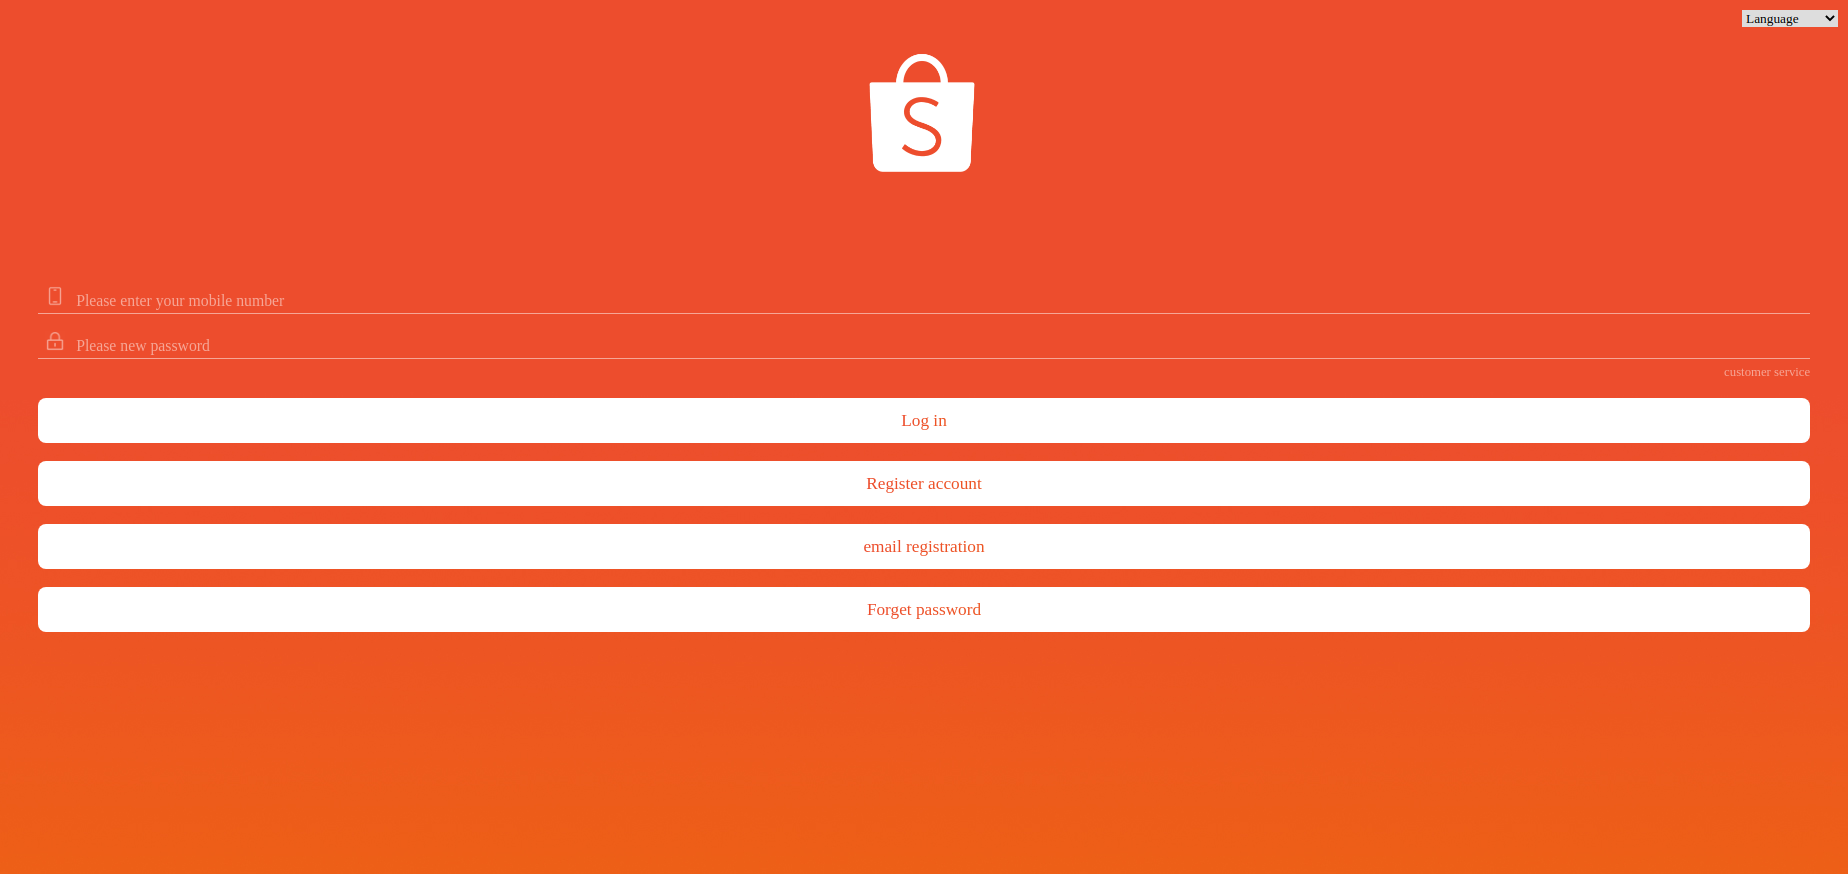 Language
S
Please enter your mobile number
Please new password
customer service
Log in
Register account
email registration
Forget password